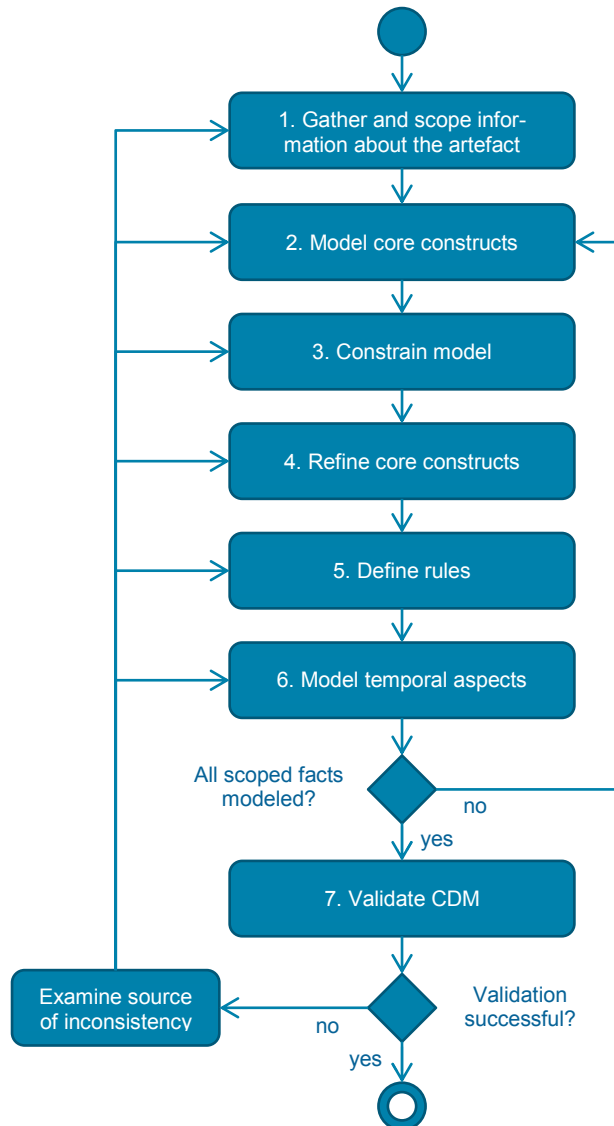 1. Gather and scope infor-
mation about the artefact
2. Model core constructs
3. Constrain model
4. Refine core constructs
5. Define rules
6. Model temporal aspects
All scoped facts
modeled?
no
yes
7. Validate CDM
Examine source
of inconsistency
no
Validation
successful?
yes